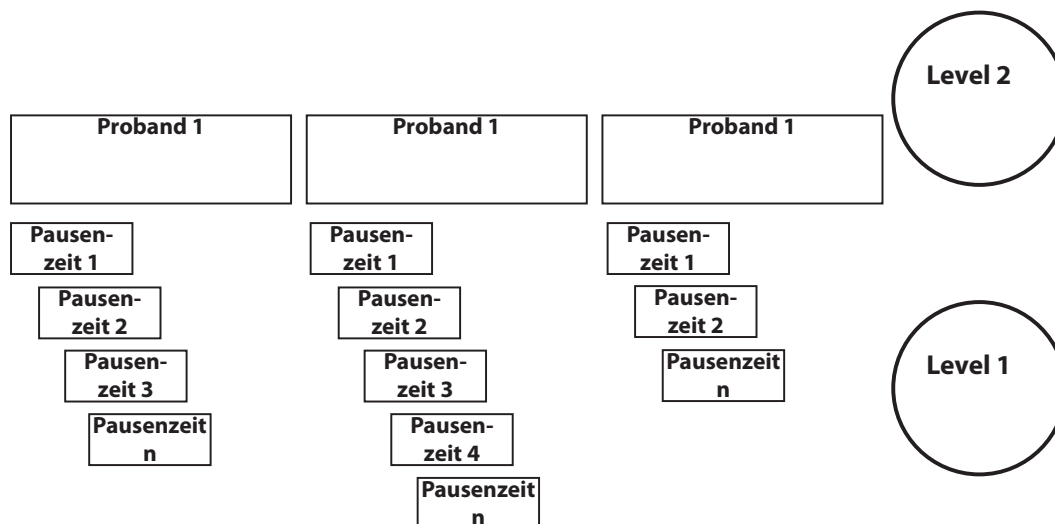 Level 2
Proband 1
Proband 1
Proband 1
Pausen-
zeit 1
Pausen-
zeit 1
Pausen-
zeit 1
Pausen-
zeit 2
Pausen-
zeit 2
Pausen-
zeit 2
Pausen-
zeit 3
Pausen-
zeit 3
Pausenzeit
n
Level 1
Pausenzeit
n
Pausen-
zeit 4
Pausenzeit
n